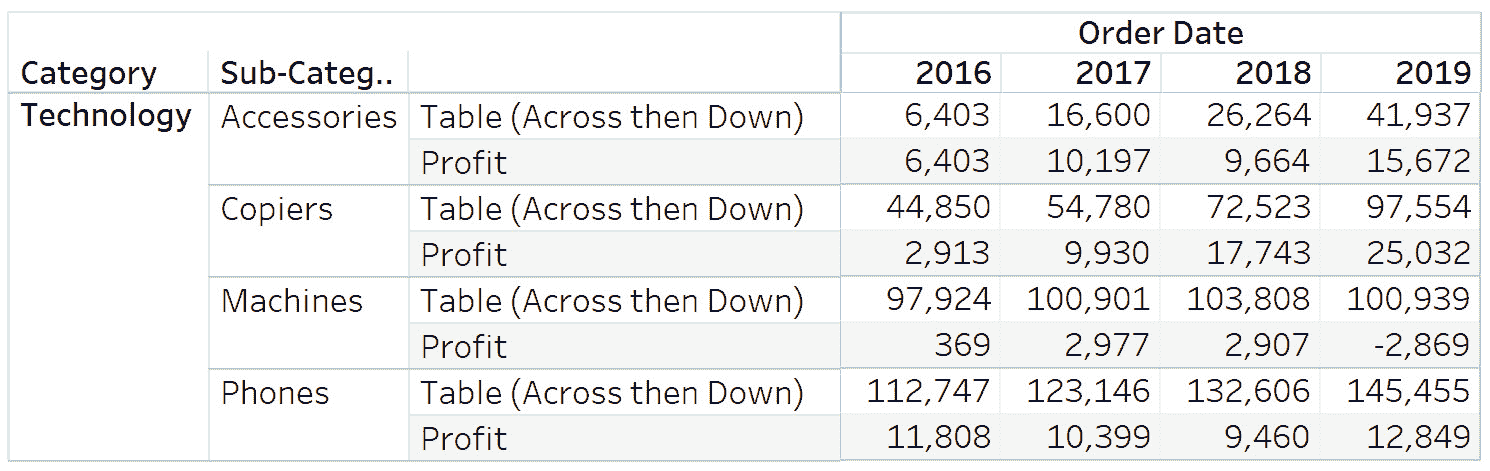 Order Date
Category Sub-Categ.. 2016 2017 2018 2019
Technology Accessories Table (Across then Down) 6,403 16,600 26,264 41,937
Profit 6,403 10,197 9,664 15,672
Copiers Table (Across then Down) 44,850 54,780 72,523 97,554
Profit 2,913 9,930 17,743 25,032
Machines Table (Across then Down) 97,924 100,901 103,808 100,939
Profit 369 2,977 2,907 -2,869
Phones Table (Across then Down) 112,747 123,146 132,606 145,455
Profit 11,808 10,399 9,460 12,849